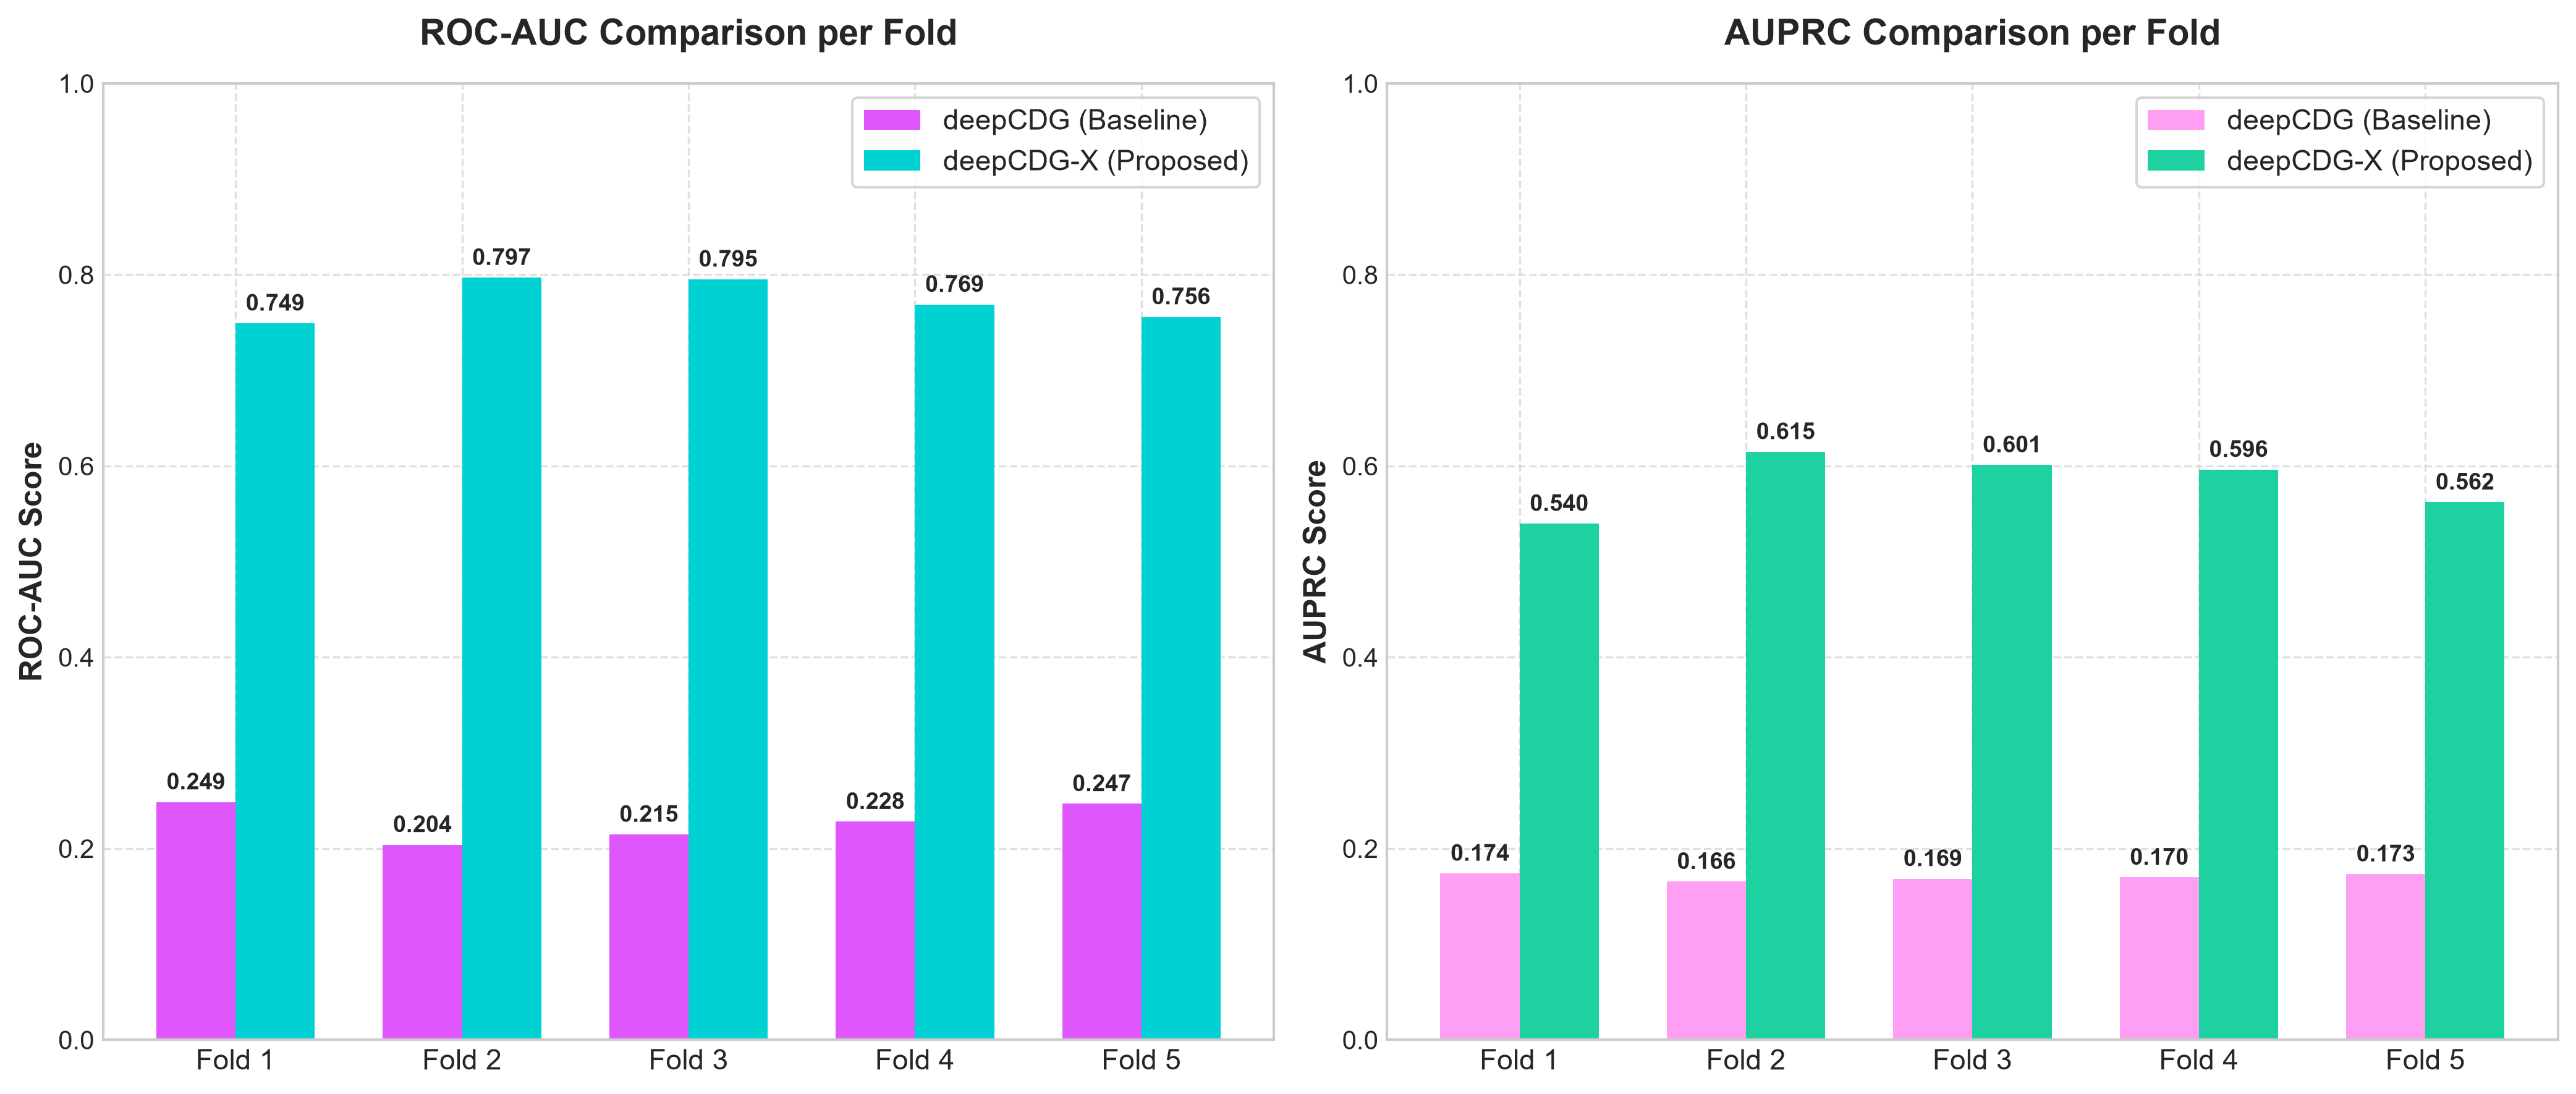 ROC-AUC Comparison per Fold
ROC-AUC Score
1.0
0.8
0.6
0.4
0.2
0.0
deepCDG (Baseline)
deepCDG-X (Proposed)
0.249
0.749
0.204
0.797
0.215
0.795
0.228
0.769
0.247
0.756
Fold 1
Fold 2
Fold 3
Fold 4
Fold 5
AUPRC Comparison per Fold
AUPRC Score
1.0
0.8
0.6
0.4
0.2
0.0
deepCDG (Baseline)
deepCDG-X (Proposed)
0.174
0.540
0.166
0.615
0.169
0.601
0.170
0.596
0.173
0.562
Fold 1
Fold 2
Fold 3
Fold 4
Fold 5